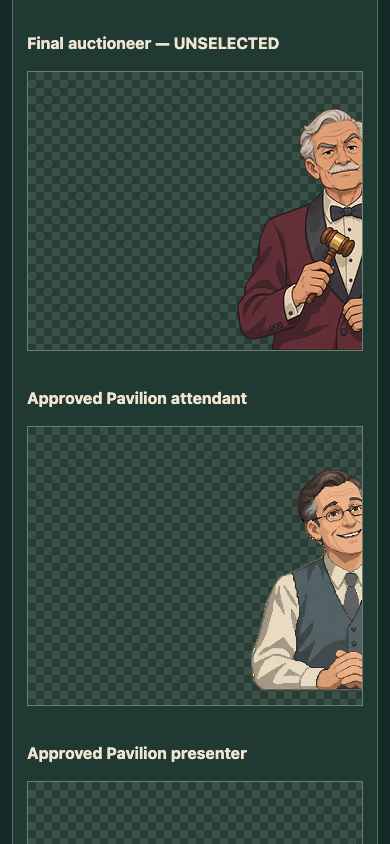 Final auctioneer — UNSELECTED
Approved Pavilion attendant
Approved Pavilion presenter